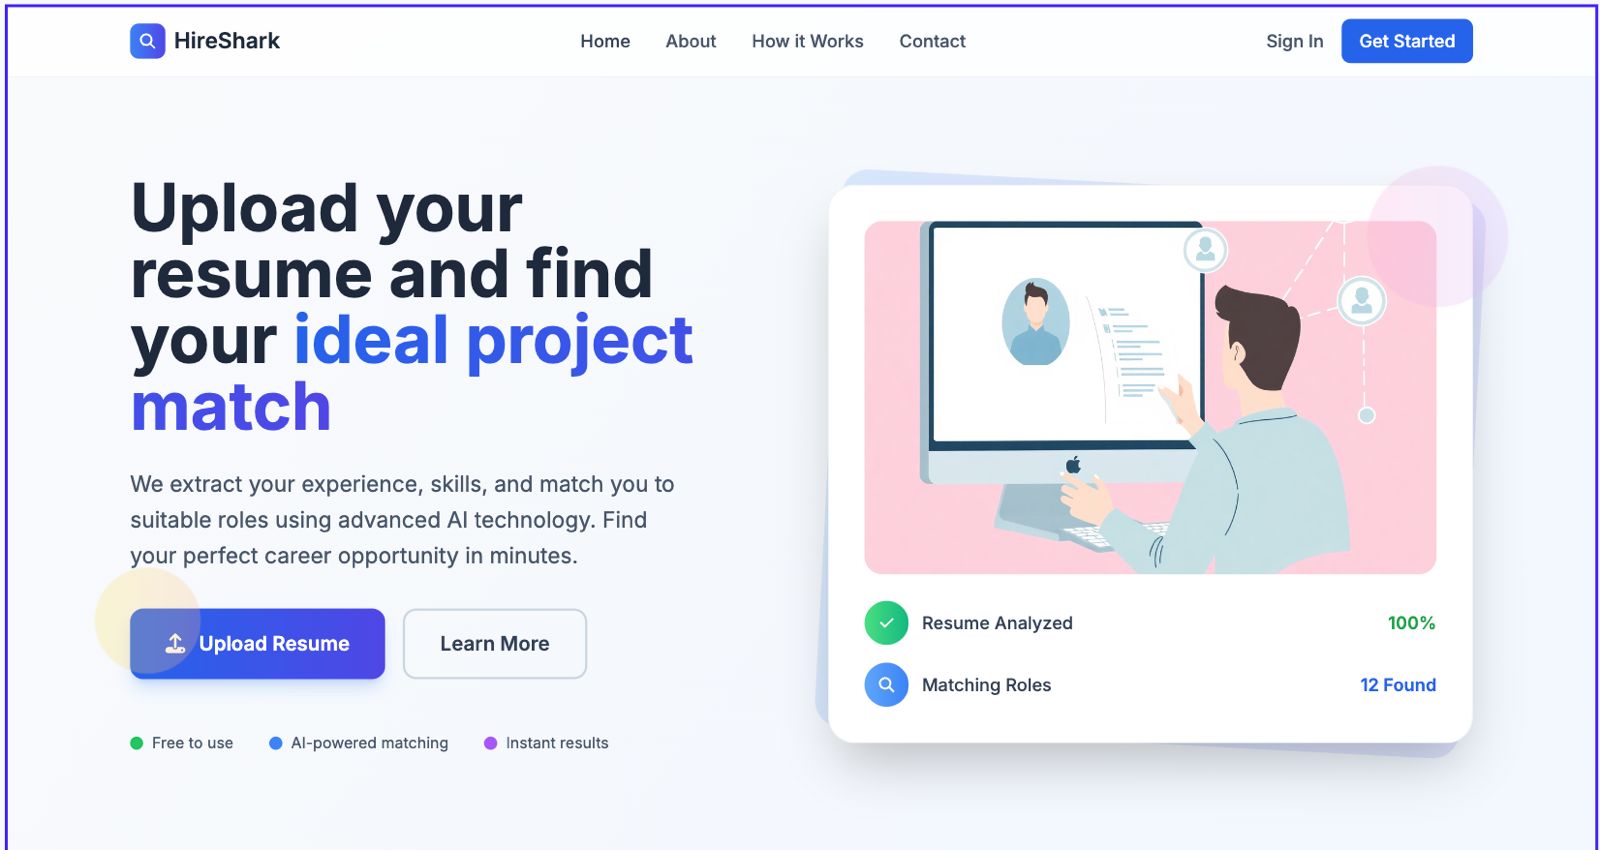 HireShark
Home
About
How it Works
Contact
Sign In
Get Started
Upload your
resume and find
your ideal project
match
We extract your experience, skills, and match you to
suitable roles using advanced AI technology. Find
your perfect career opportunity in minutes.
Upload Resume
Learn More
Free to use
AI-powered matching
Instant results
Resume Analyzed
100%
Matching Roles
12 Found